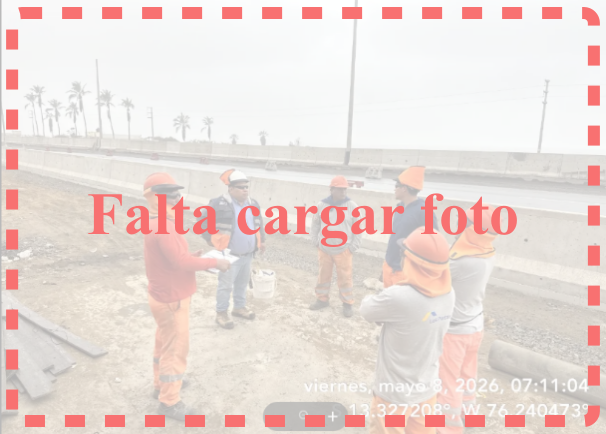 Falta cargar foto
viernes, mayo 8, 2026, 07:11:04
13.327208°, W 76.240473°